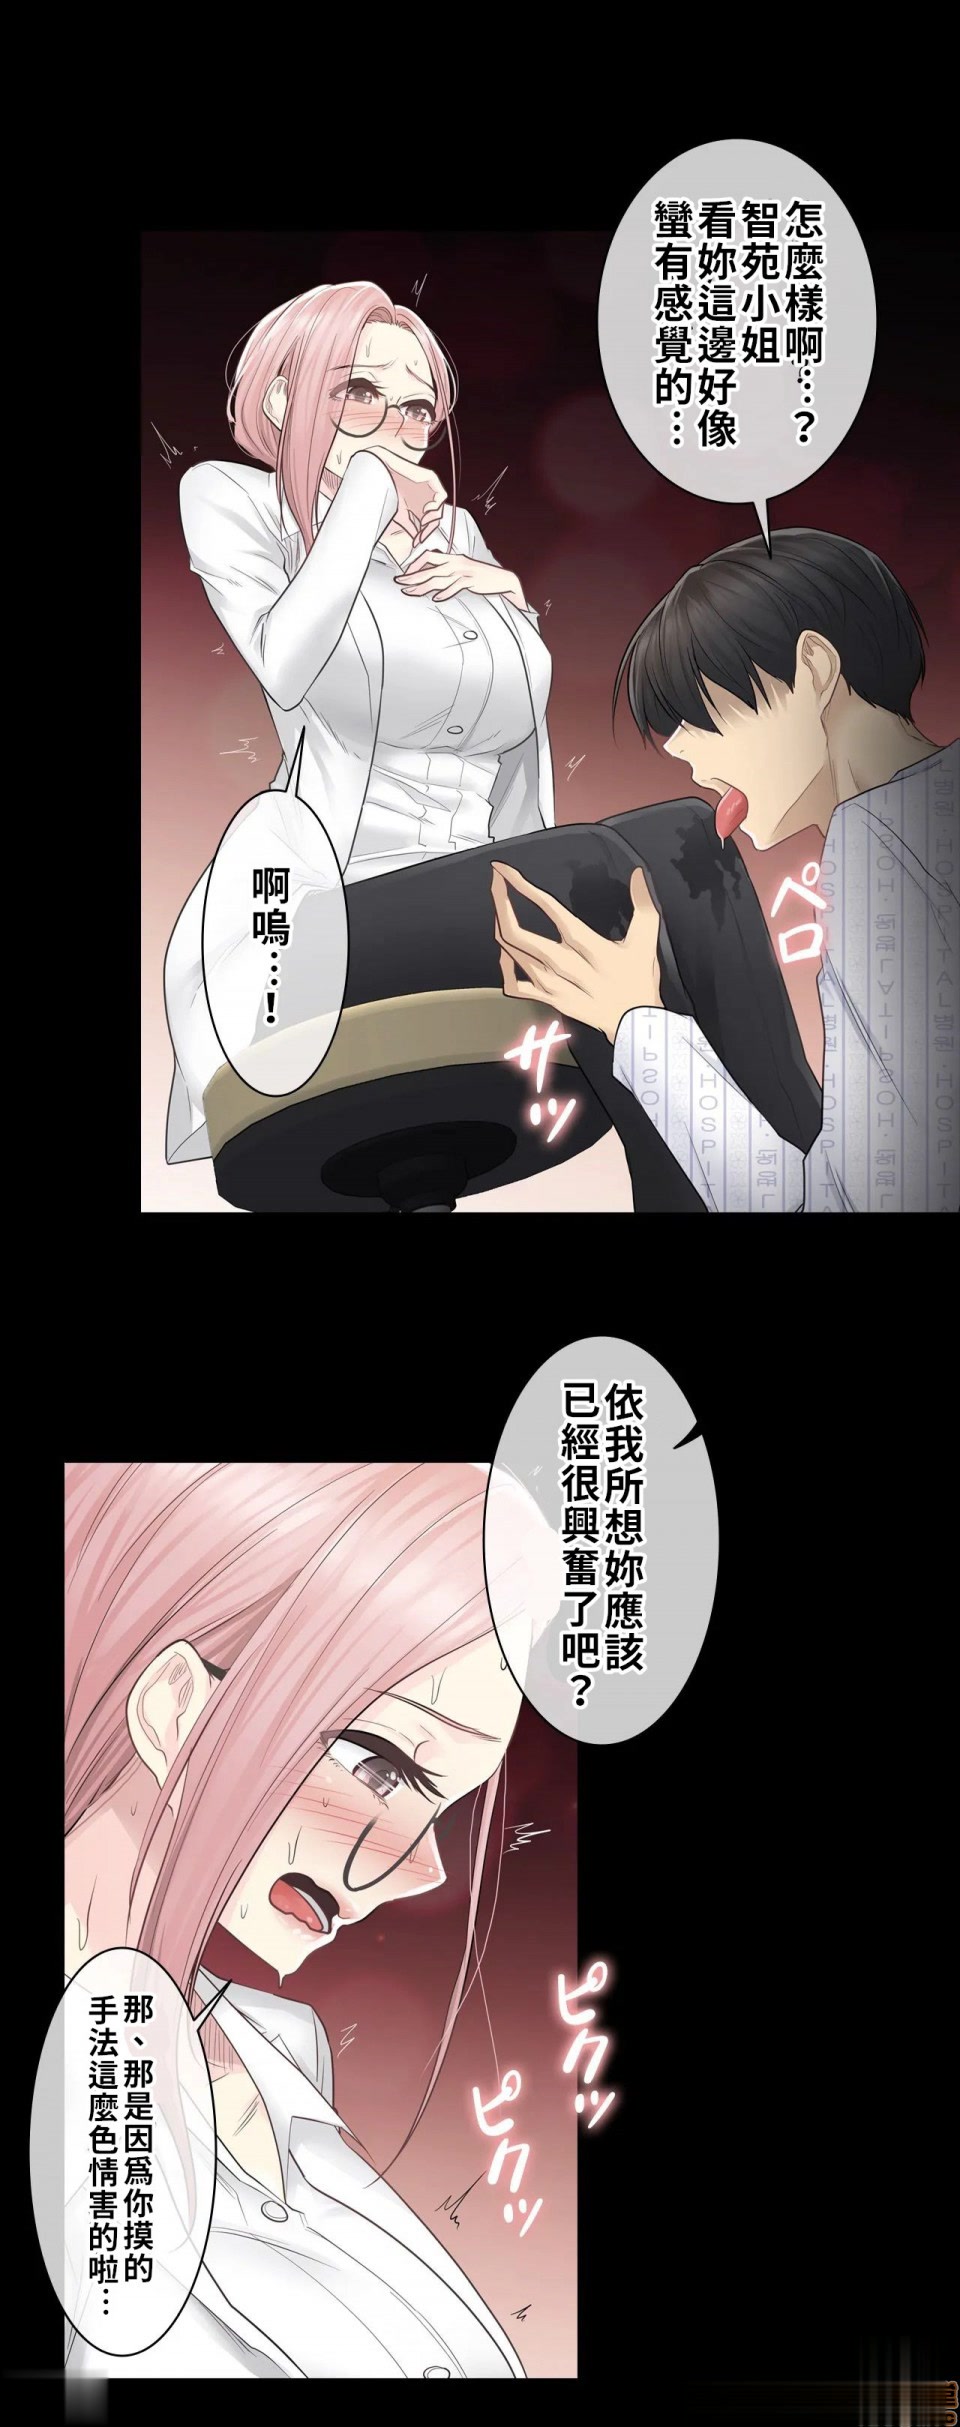 怎麼樣啊…？
智苑小姐
看妳這邊好像
蠻有感覺的…
啊嗚…！
ペロ
サッ
依我所想妳應該
已經很興奮了吧？
ピクッ
ピクッ
那、那是因爲你摸的
手法這麼色情害的啦…